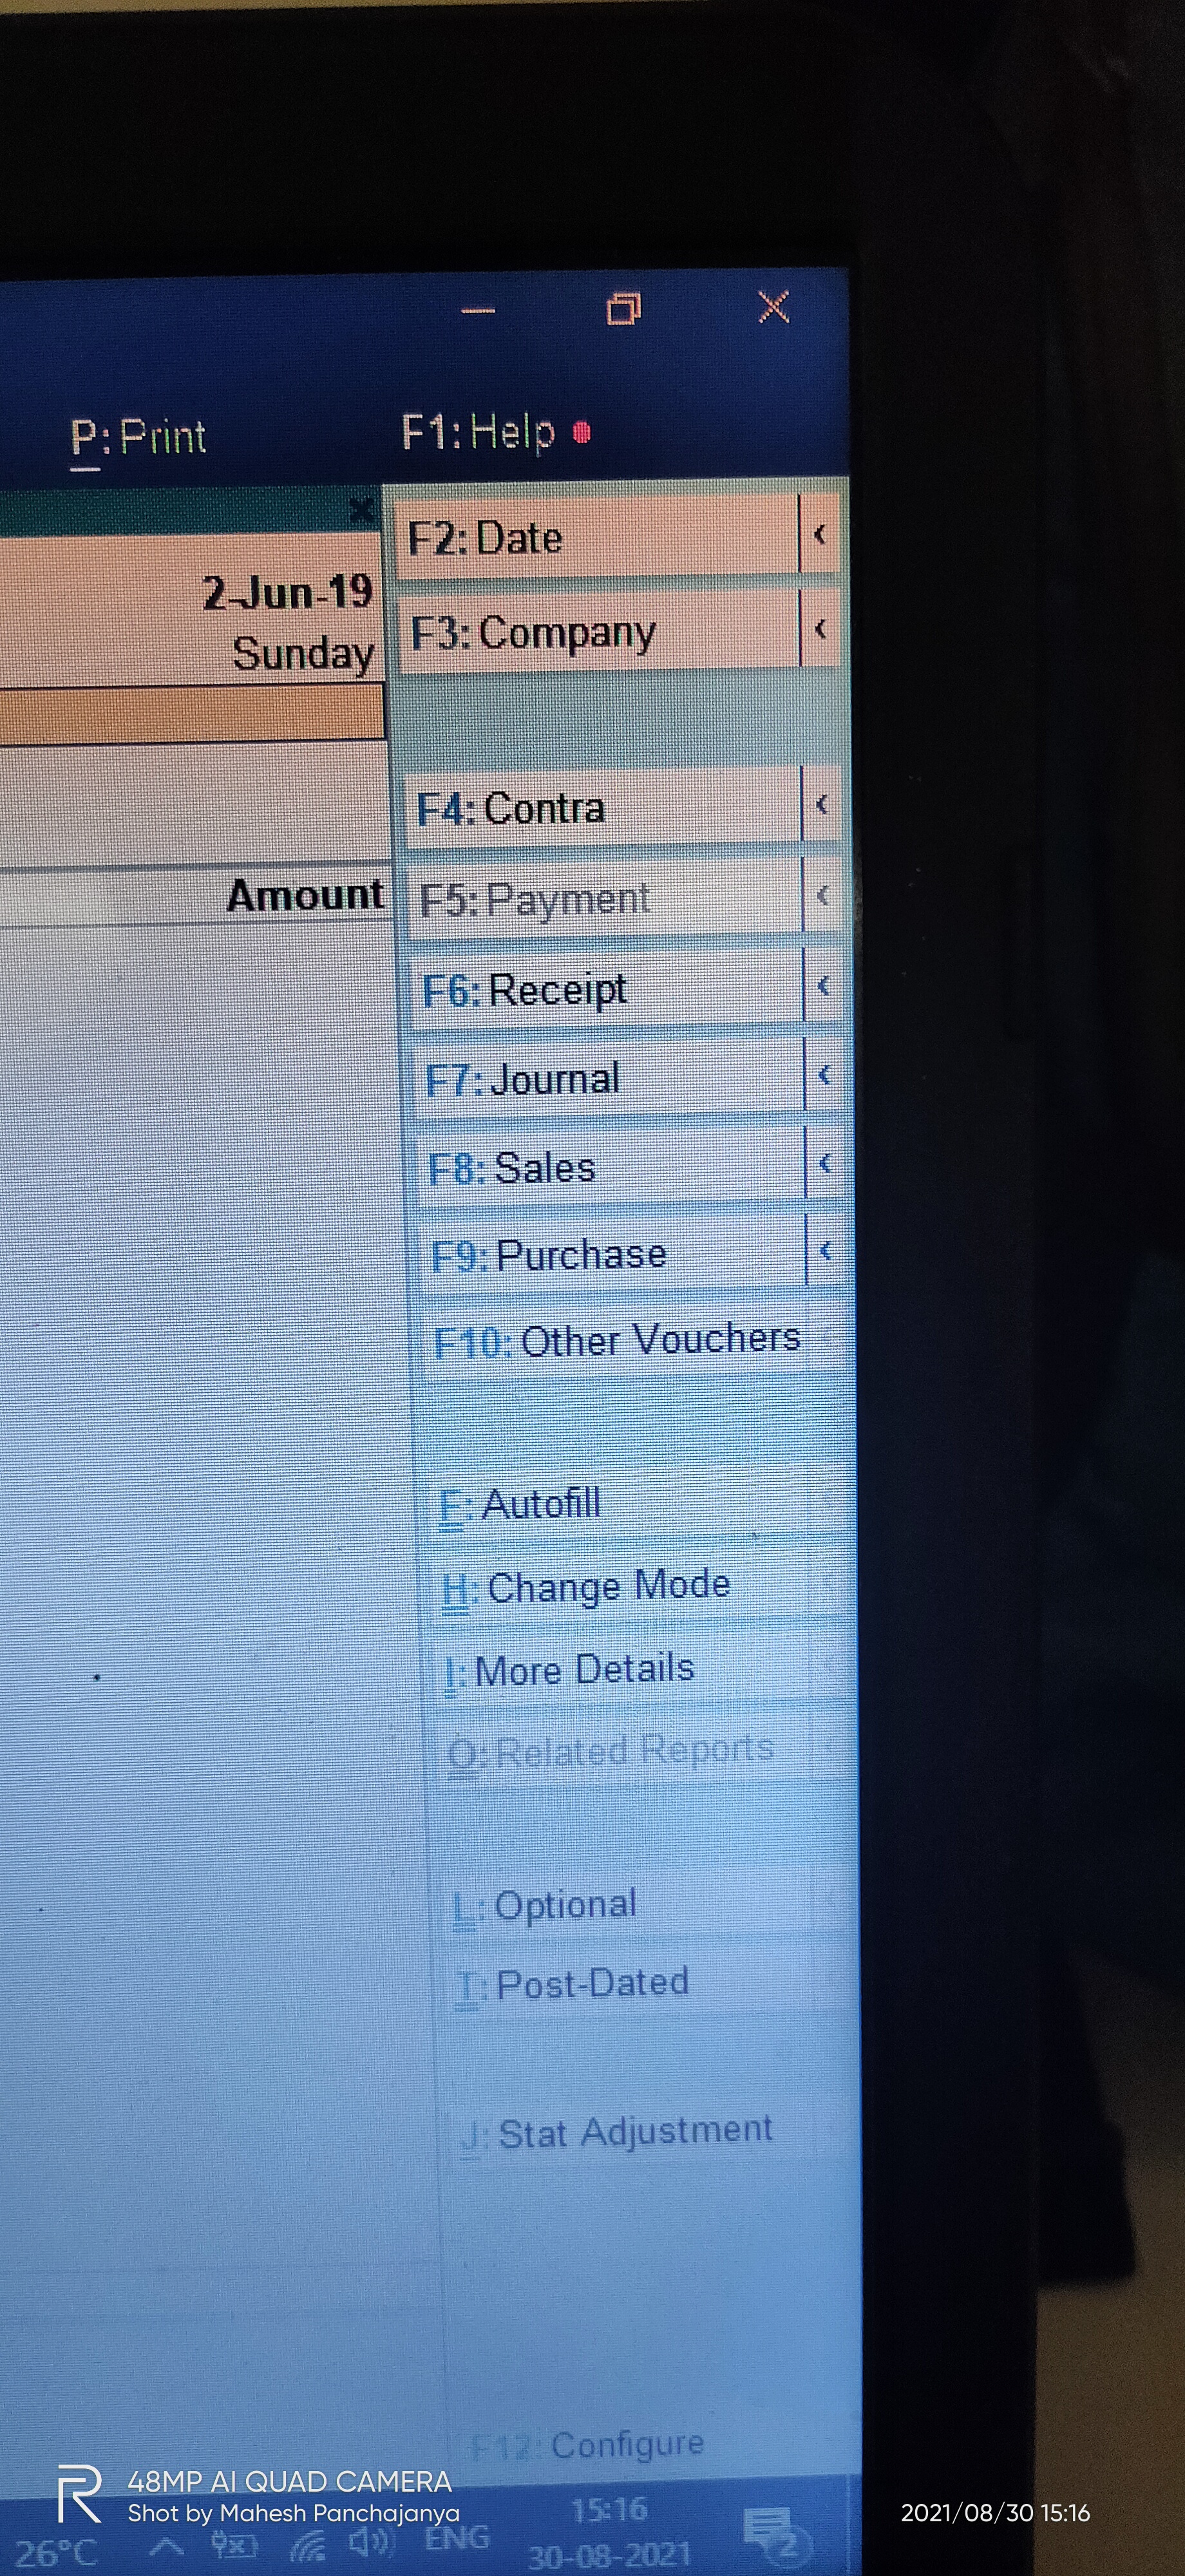 P: Print
F1: Help
F2: Date
2-Jun-19
Sunday
F3: Company
F4: Contra
Amount
F5: Payment
F6: Receipt
F7: Journal
F8: Sales
F9: Purchase
F10: Other Vouchers
F: Autofill
H: Change Mode
I: More Details
O: Related Reports
L: Optional
T: Post-Dated
J: Stat Adjustment
F12: Configure
48MP AI QUAD CAMERA
Shot by Mahesh Panchajanya
2021/08/30 15:16
26°C
ENG
15:16
30-08-2021
2